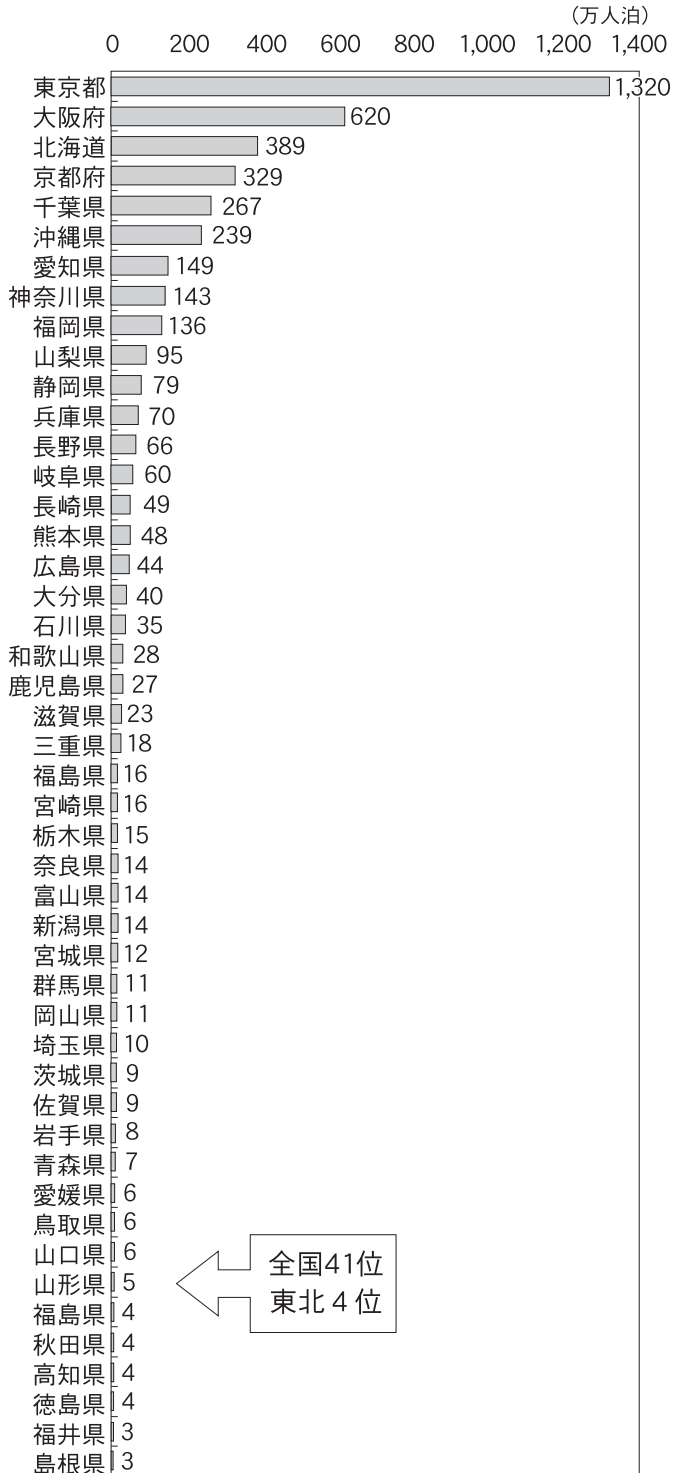 （万人泊）
0 200 400 600 800 1,000 1,200 1,400
東京都 1,320
大阪府 620
北海道 389
京都府 329
千葉県 267
沖縄県 239
愛知県 149
神奈川県 143
福岡県 136
山梨県 95
静岡県 79
兵庫県 70
長野県 66
岐阜県 60
長崎県 49
熊本県 48
広島県 44
大分県 40
石川県 35
和歌山県 28
鹿児島県 27
滋賀県 23
三重県 18
福島県 16
宮崎県 16
栃木県 15
奈良県 14
富山県 14
新潟県 14
宮城県 12
群馬県 11
岡山県 11
埼玉県 10
茨城県 9
佐賀県 9
岩手県 8
青森県 7
愛媛県 6
鳥取県 6
山口県 6
全国41位
山形県 5
東北４位
福島県 4
秋田県 4
高知県 4
徳島県 4
福井県 3
島根県 3